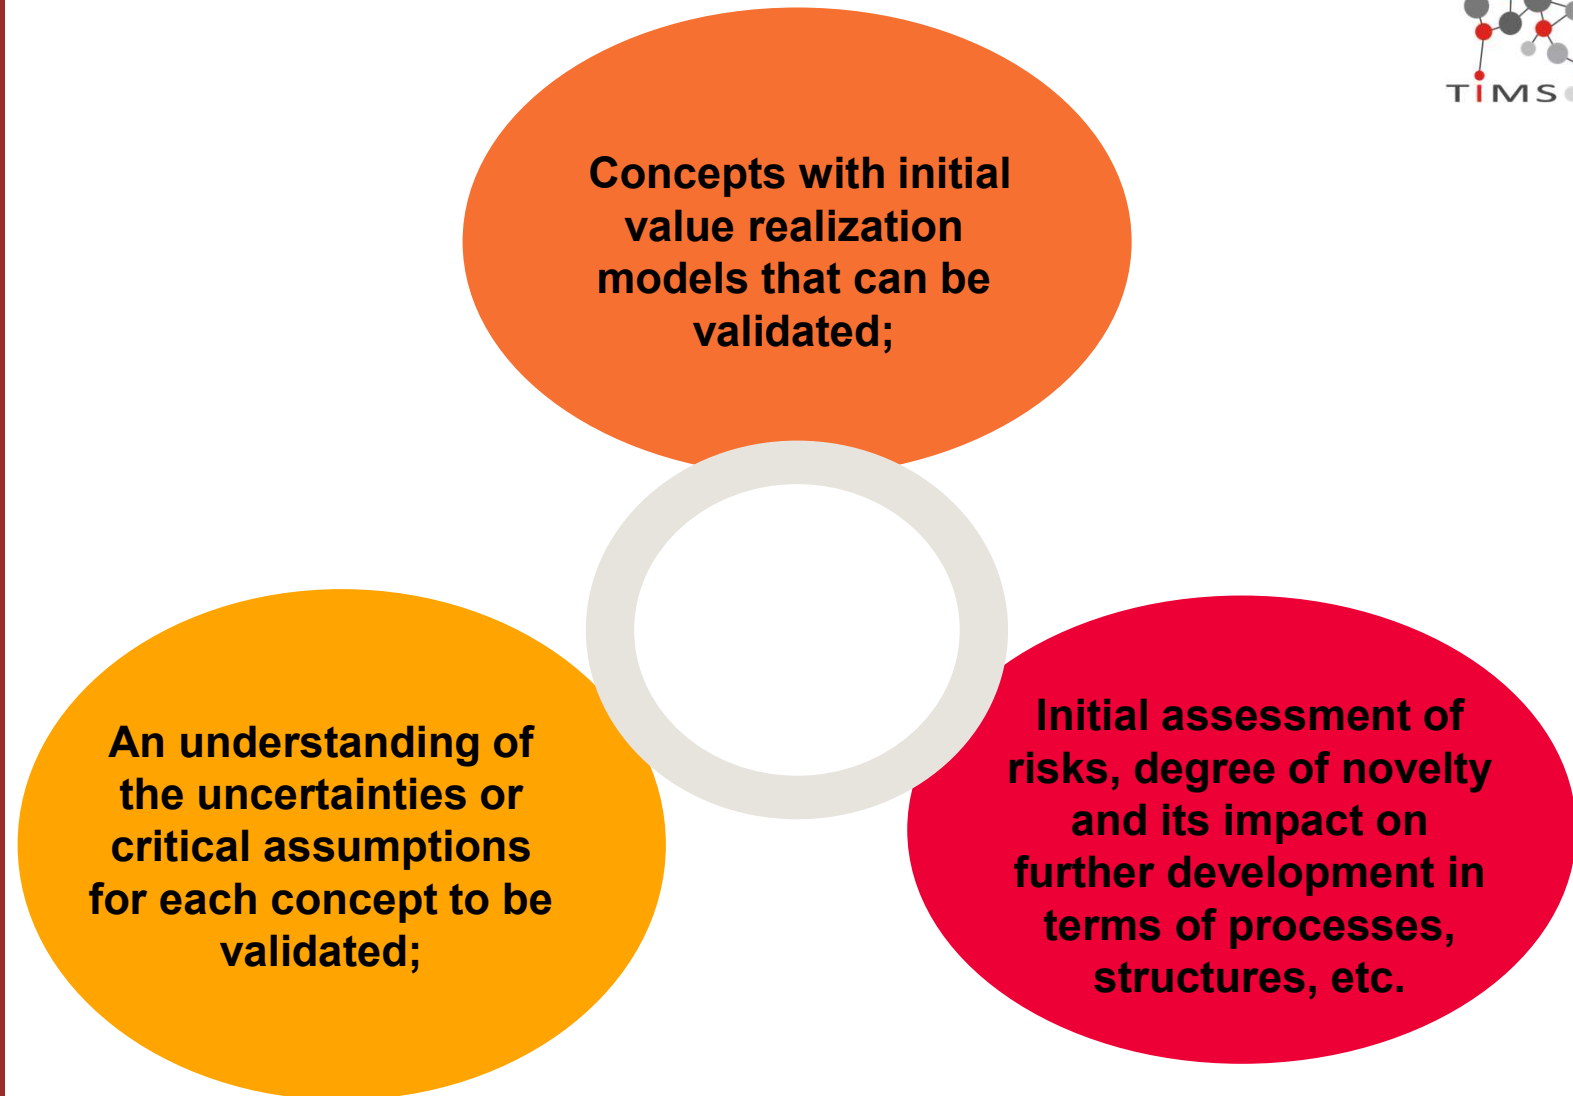 TiMS
Concepts with initial
value realization
models that can be
validated;
An understanding of
the uncertainties or
critical assumptions
for each concept to be
validated;
Initial assessment of
risks, degree of novelty
and its impact on
further development in
terms of processes,
structures, etc.